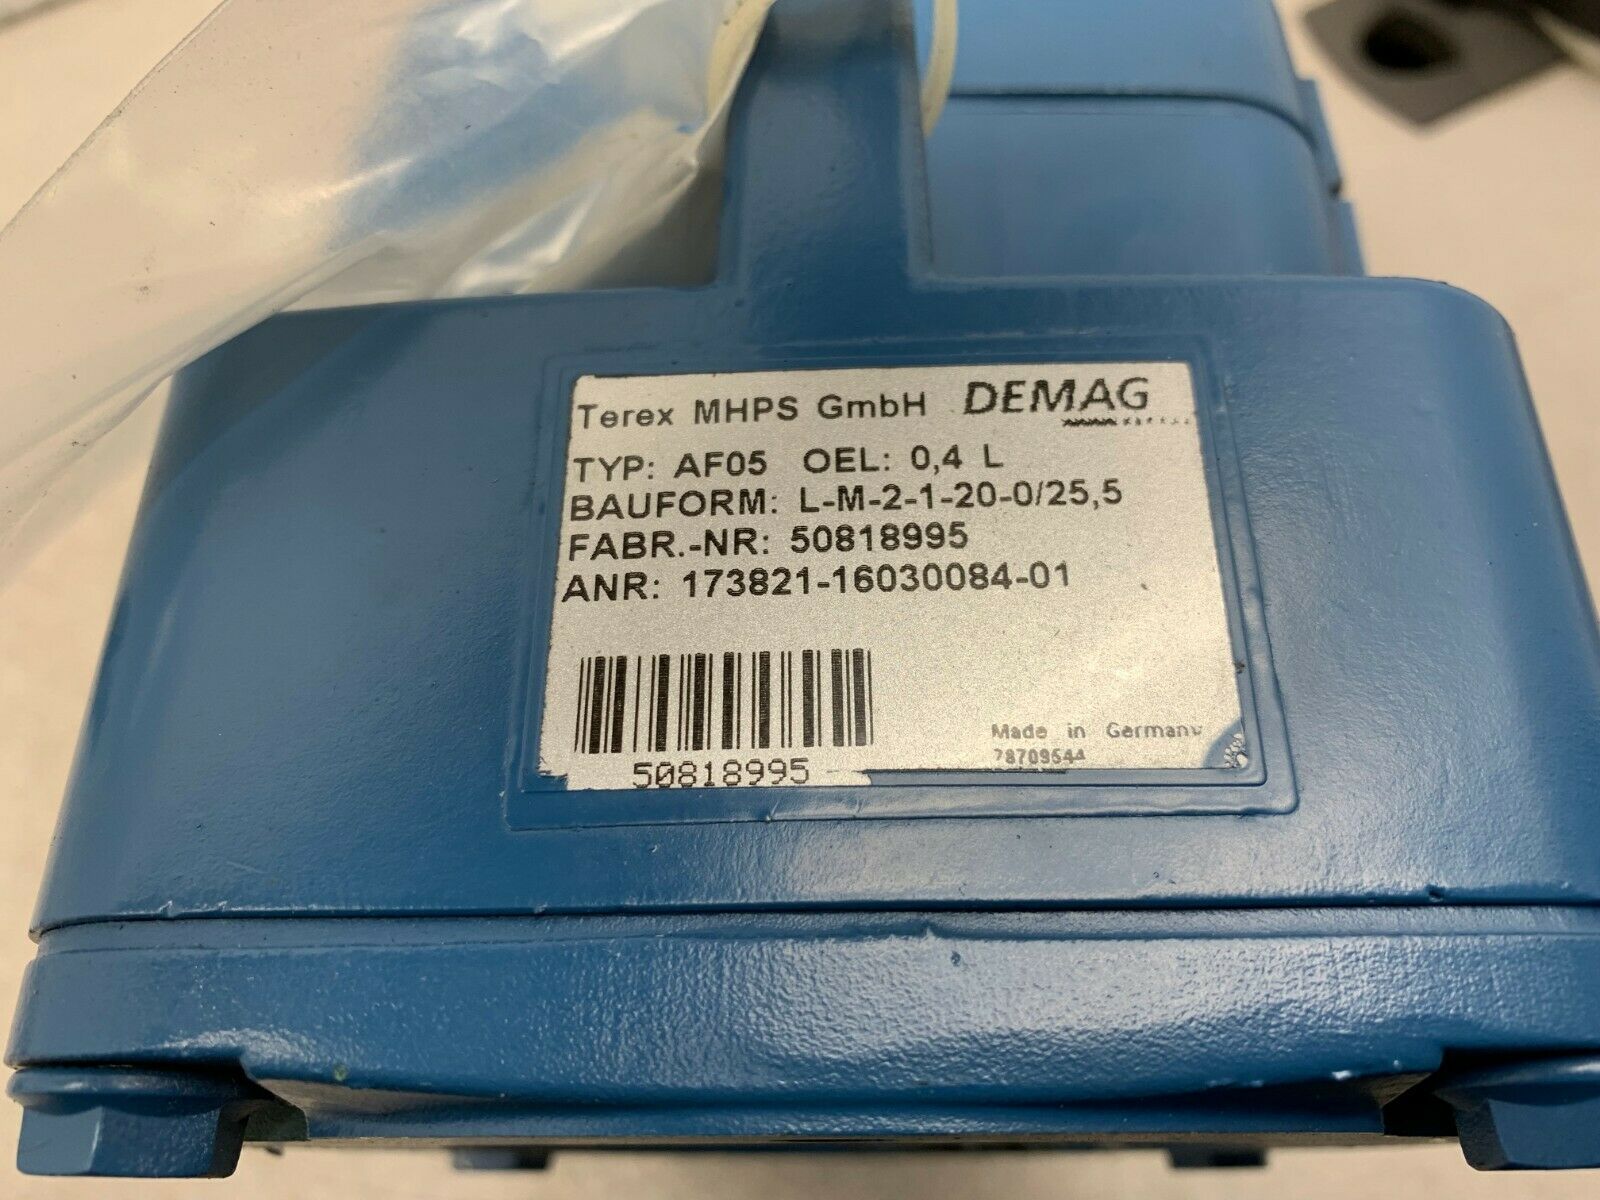 Terex MHPS GmbH DEMAG
TYP: AF05 OEL: 0,4 L
BAUFORM: L-M-2-1-20-0/25,5
FABR.-NR: 50818995
ANR: 173821-16030084-01
50818995
Made in Germany
78709544